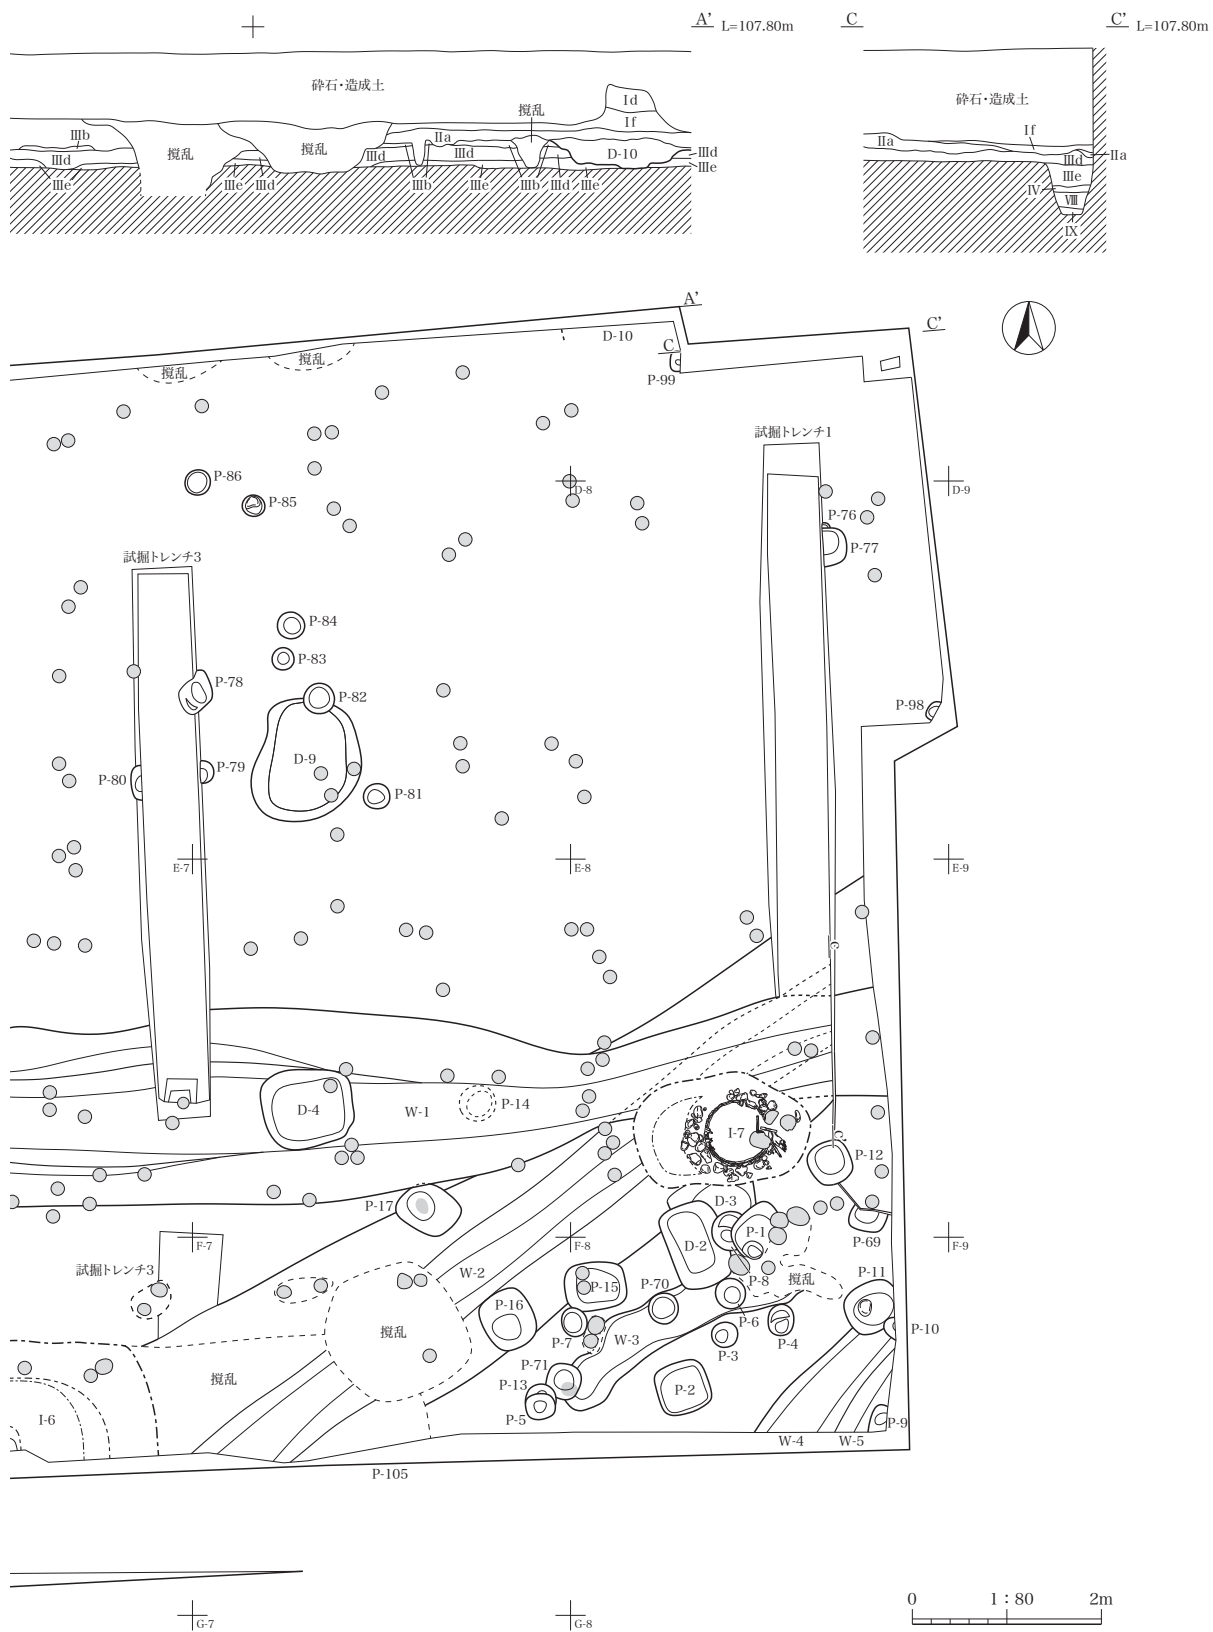 A’ L=107.80m C C’ L=107.80m
砕石・造成土
Ⅰd
砕石・造成土
撹乱
Ⅰf
Ⅰf
Ⅲb
撹乱
撹乱
Ⅱa
Ⅲd
Ⅲd
Ⅲd
D-10
Ⅲd
Ⅲe
Ⅱa
Ⅲd
Ⅱa
Ⅲe
Ⅲe
Ⅲe
Ⅲd
Ⅲb
Ⅲe
Ⅲb
Ⅲd
Ⅲe
Ⅳ
Ⅷ
Ⅸ
A’
C’
D-10
C
撹乱
撹乱
P-99
試掘トレンチ1
P-86
P-85
D-8
D-9
P-76
P-77
試掘トレンチ3
P-84
P-83
P-78
P-82
P-98
D-9
P-80
P-79
P-81
E-7
E-8
E-9
c
D-4
W-1
P-14
I-7
c’
P-12
P-17
D-3
P-1
D-2
P-69
F-7
F-8
F-9
試掘トレンチ3
W-2
P-15
P-70
P-8
撹乱
P-11
P-16
P-6
撹乱
P-7
W-3
P-3
P-4
P-10
P-71
撹乱
P-13
P-2
P-5
I-6
P-9
W-4
W-5
P-105
0 1：80 2m
G-7
G-8